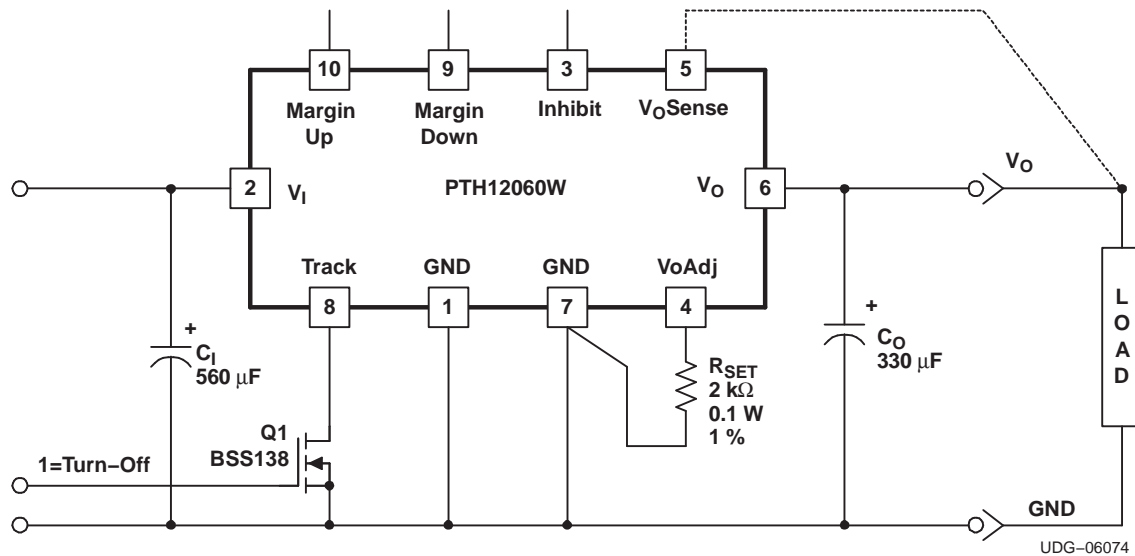 10
9
3
5
Margin
Up
Margin
Down
Inhibit
VOSense
2
VI
PTH12060W
VO
6
VO
Track
GND
GND
VoAdj
8
1
7
4
+
CI
560 μF
RSET
2 kΩ
0.1 W
1 %
+
CO
330 μF
L
O
A
D
Q1
BSS138
1=Turn−Off
GND
UDG−06074